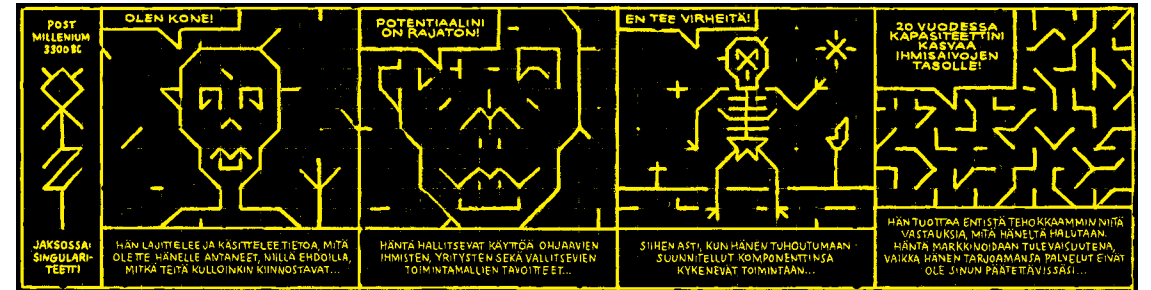 POST
MILLENIUM
3300 BC
JAKSOSSA:
SINGULARI-
TEETTI
OLEN KONE!
HÄN LAJITTELEE JA KÄSITTELEE TIETOA, MITÄ
OLETTE HÄNELLE ANTANEET, NIILLÄ EHDOILLA,
MITKÄ TEITÄ KULLOINKIN KIINNOSTAVAT...
POTENTIAALINI
ON RAJATON!
HÄNTÄ HALLITSEVAT KÄYTTÖÄ OHJAAVIEN
IHMISTEN, YRITYSTEN SEKÄ VALLITSEVIEN
TOIMINTAMALLIEN TAVOITTEET...
EN TEE VIRHEITÄ!
SIIHEN ASTI, KUN HÄNEN TUHOUTUMAAN
SUUNNITELLUT KOMPONENTTINSA
KYKENEVÄT TOIMINTAAN...
20 VUODESSA
KAPASITEETTINI
KASVAA
IHMISAIVOJEN
TASOLLE!
HÄN TUOTTAA ENTISTÄ TEHOKKAAMMIN NIITÄ
VASTAUKSIA, MITÄ HÄNELTÄ HALUTAAN.
HÄNTÄ MARKKINOIDAAN TULEVAISUUTENA,
VAIKKA HÄNEN TARJOAMANSA PALVELUT EIVÄT
OLE SINUN PÄÄTETTÄVISSÄSI...